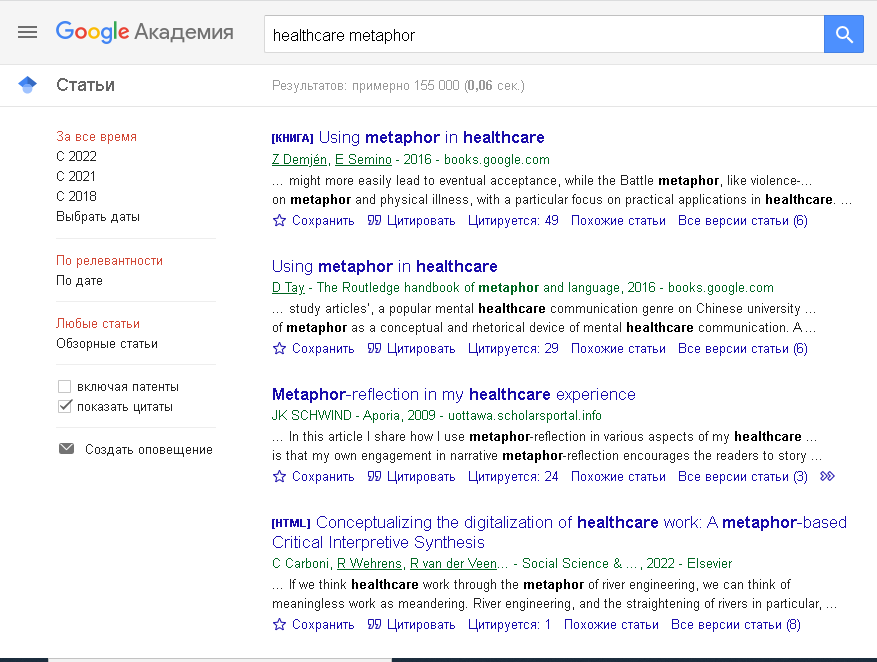 Google Академия
healthcare metaphor
Статьи
Результатов: примерно 155 000 (0,06 сек.)
За все время
С 2022
С 2021
С 2018
Выбрать даты
По релевантности
По дате
Любые статьи
Обзорные статьи
включая патенты
показать цитаты
Создать оповещение
[КНИГА] Using metaphor in healthcare
Z Demjén, E Semino - 2016 - books.google.com
… might more easily lead to eventual acceptance, while the Battle metaphor, like violence-…
on metaphor and physical illness, with a particular focus on practical applications in healthcare. …
Сохранить Цитировать Цитируется: 49 Похожие статьи Все версии статьи (6)
Using metaphor in healthcare
D Tay - The Routledge handbook of metaphor and language, 2016 - books.google.com
… study articles', a popular mental healthcare communication genre on Chinese university …
of metaphor as a conceptual and rhetorical device of mental healthcare communication. A …
Сохранить Цитировать Цитируется: 29 Похожие статьи Все версии статьи (6)
Metaphor-reflection in my healthcare experience
JK SCHWIND - Aporia, 2009 - uottawa.scholarsportal.info
… In this article I share how I use metaphor-reflection in various aspects of my healthcare …
is that my own engagement in narrative metaphor-reflection encourages the readers to story …
Сохранить Цитировать Цитируется: 24 Похожие статьи Все версии статьи (3)
[HTML] Conceptualizing the digitalization of healthcare work: A metaphor-based
Critical Interpretive Synthesis
C Carboni, R Wehrens, R van der Veen… - Social Science & …, 2022 - Elsevier
… If we think healthcare work through the metaphor of river engineering, we can think of
meaningless work as meandering. River engineering, and the straightening of rivers in particular, …
Сохранить Цитировать Цитируется: 1 Похожие статьи Все версии статьи (8)